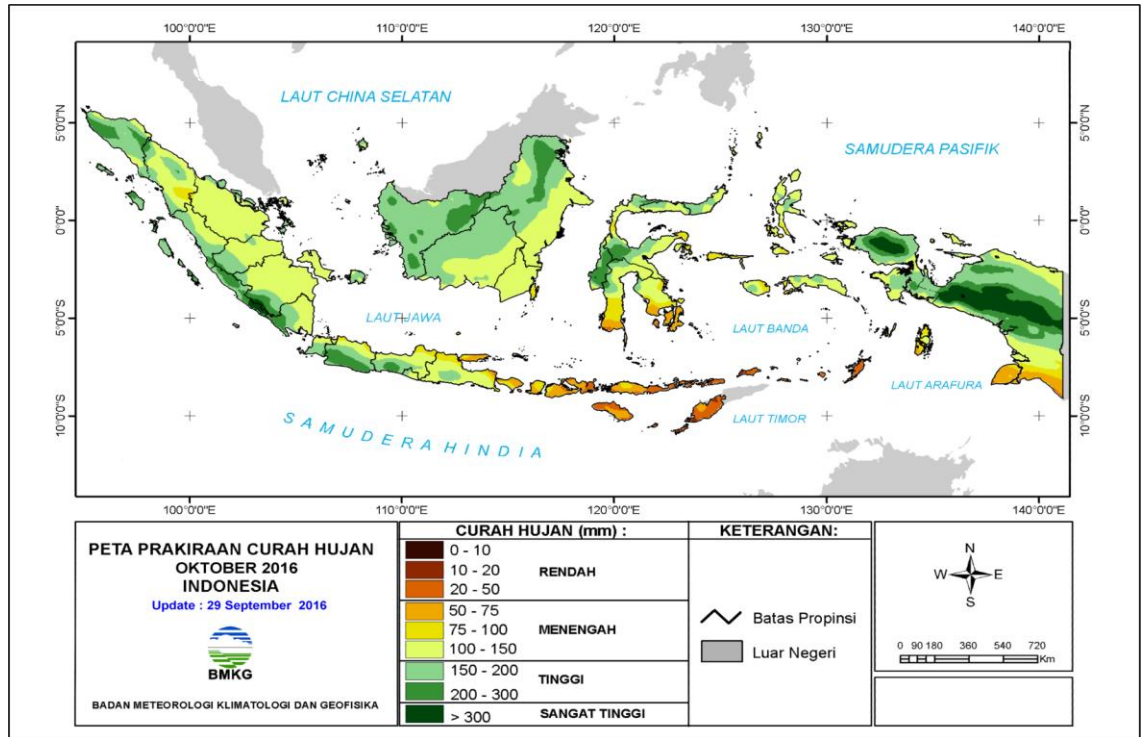 100°0'0"E
110°0'0"E
120°0'0"E
130°0'0"E
140°0'0"E
5°0'0"N
0°0'0"
5°0'0"S
10°0'0"S
LAUT CHINA SELATAN
SAMUDERA PASIFIK
LAUT JAWA
LAUT BANDA
LAUT ARAFURA
LAUT TIMOR
SAMUDERA HINDIA
5°0'0"N
0°0'0"
5°0'0"S
10°0'0"S
100°0'0"E
110°0'0"E
120°0'0"E
130°0'0"E
140°0'0"E
PETA PRAKIRAAN CURAH HUJAN
OKTOBER 2016
INDONESIA
Update : 29 September 2016
BMKG
BADAN METEOROLOGI KLIMATOLOGI DAN GEOFISIKA
CURAH HUJAN (mm) :
0 - 10
10 - 20
20 - 50
RENDAH
50 - 75
75 - 100
100 - 150
MENENGAH
150 - 200
200 - 300
TINGGI
> 300
SANGAT TINGGI
KETERANGAN:
Batas Propinsi
Luar Negeri
N
W E
S
0 90 180 360 540 720
Km